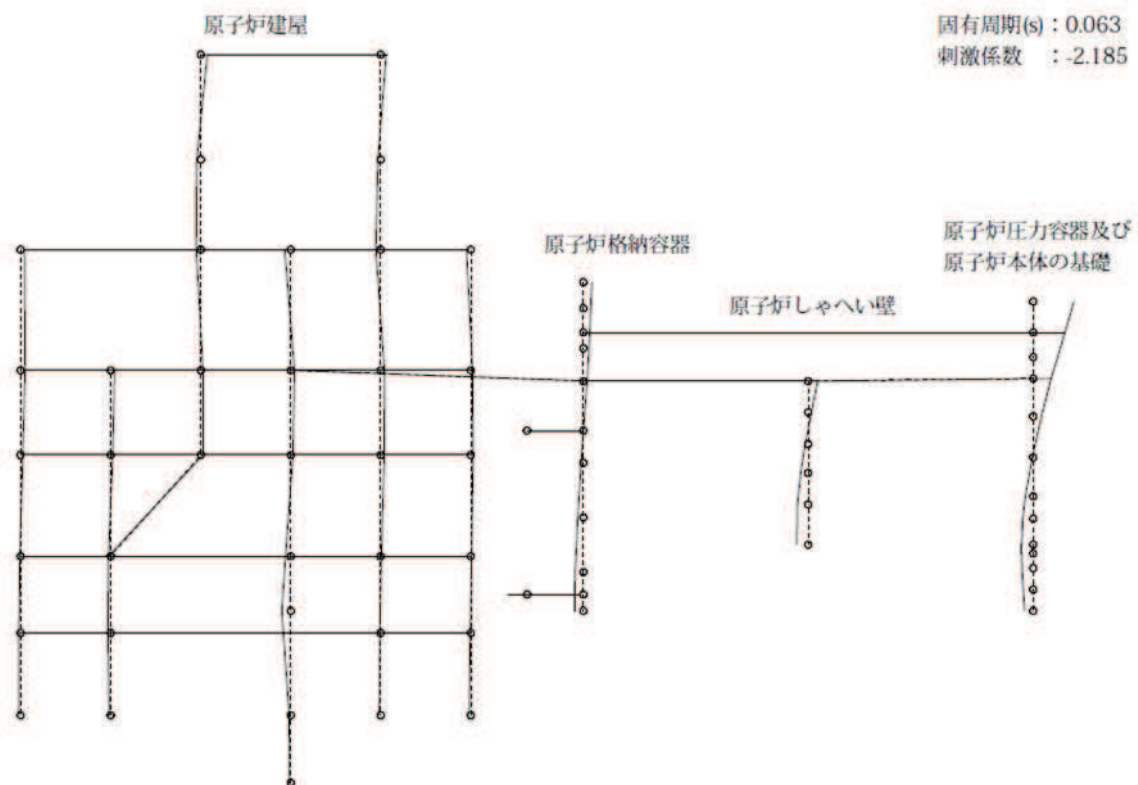 原子炉建屋
固有周期(s)：0.063
刺激係数　：-2.185
原子炉格納容器
原子炉圧力容器及び
原子炉本体の基礎
原子炉しゃへい壁